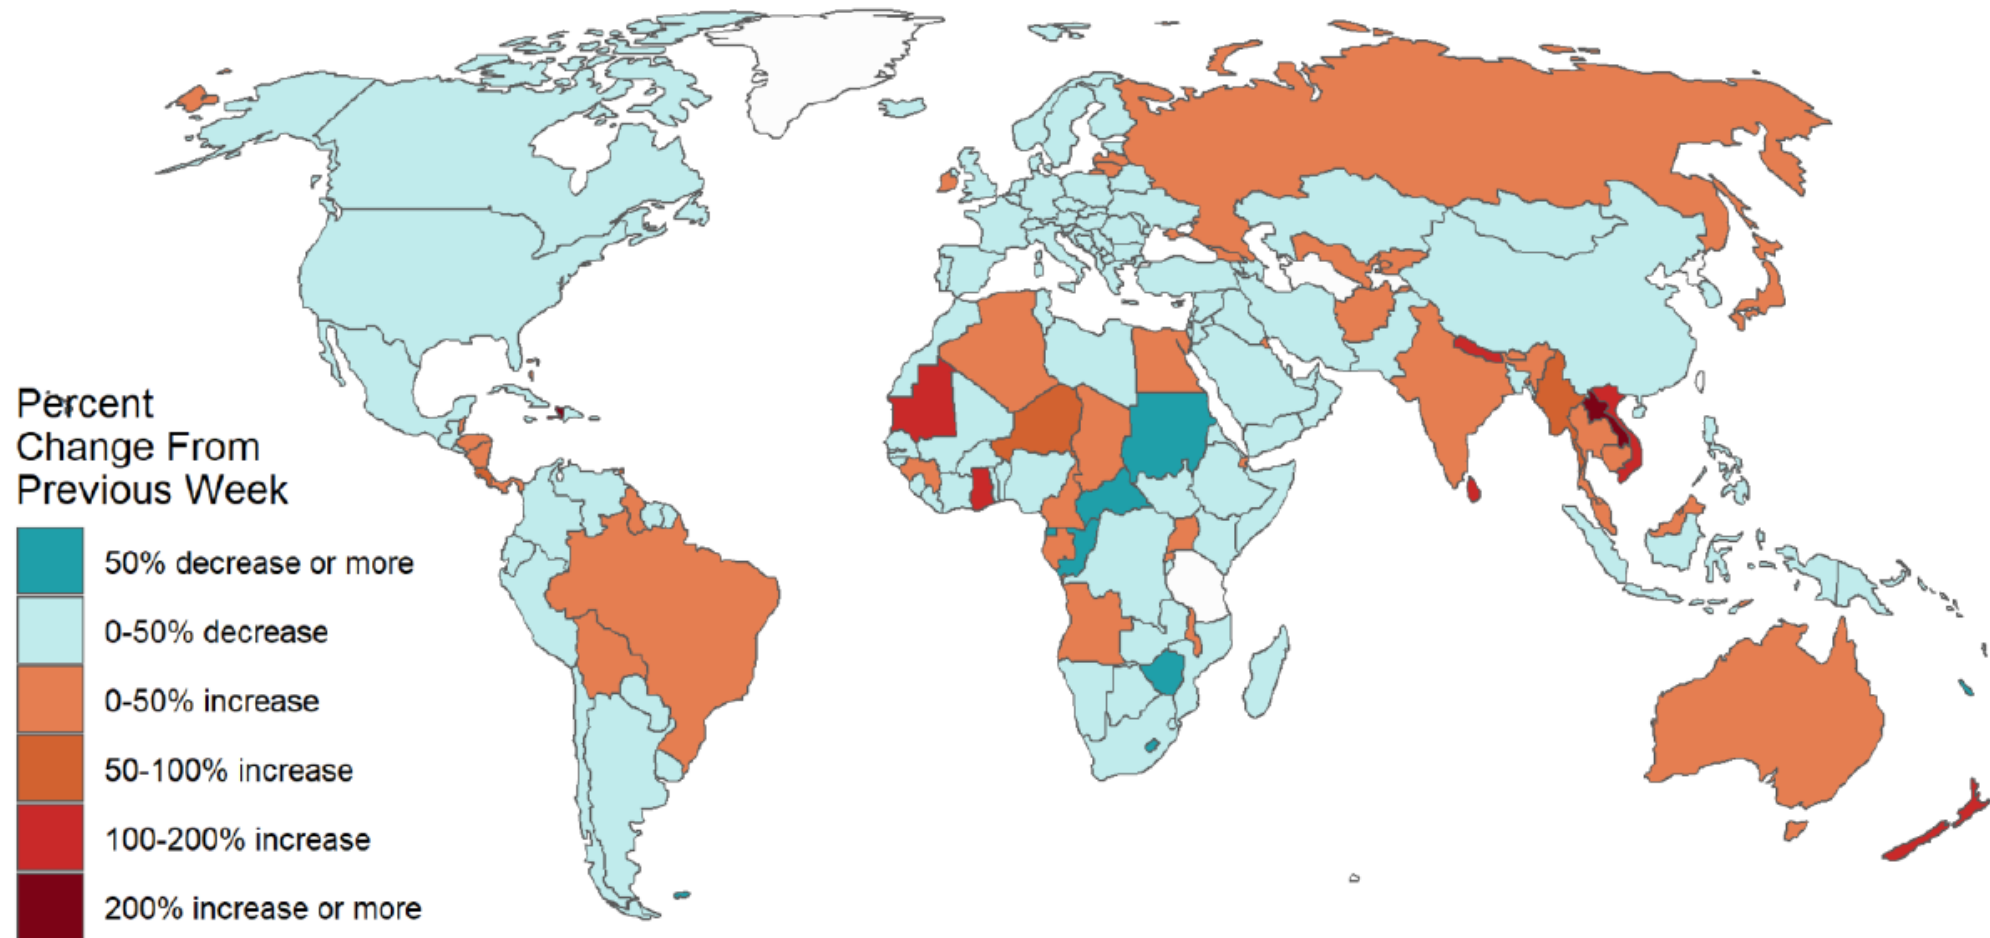 Percent
Change From
Previous Week
50% decrease or more
0-50% decrease
0-50% increase
50-100% increase
100-200% increase
200% increase or more